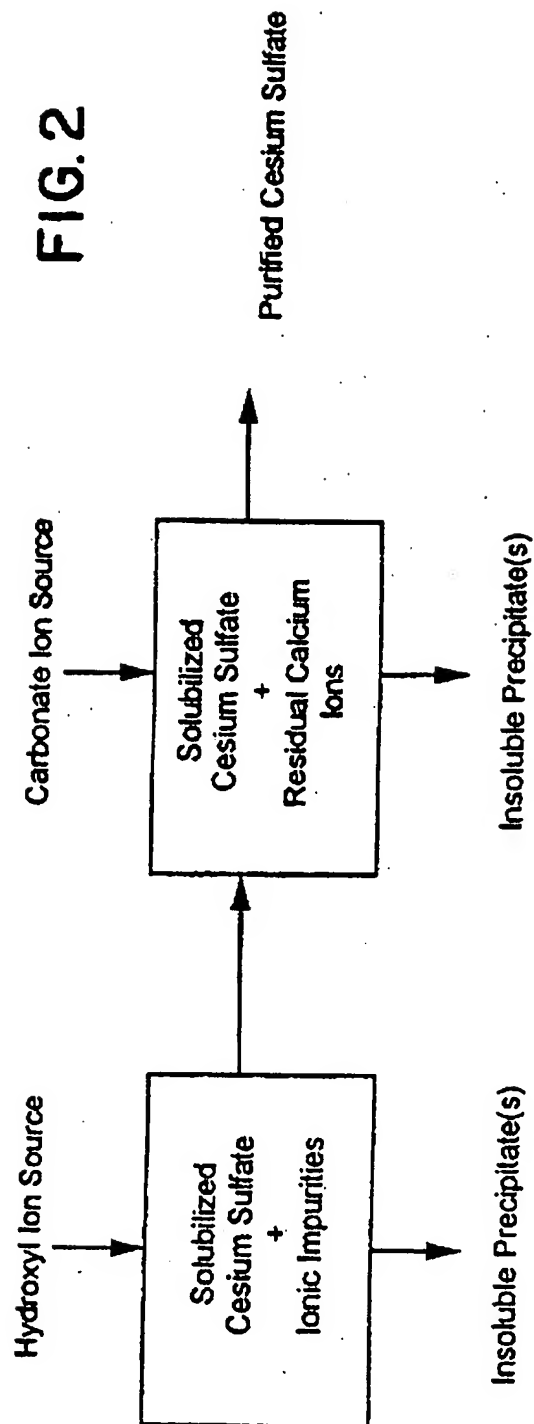 FIG. 2
Hydroxyl Ion Source
Solubilized
Cesium Sulfate
+
Ionic Impurities
Insoluble Precipitate(s)
Carbonate Ion Source
Solubilized
Cesium Sulfate
+
Residual Calcium
Ions
Insoluble Precipitate(s)
Purified Cesium Sulfate